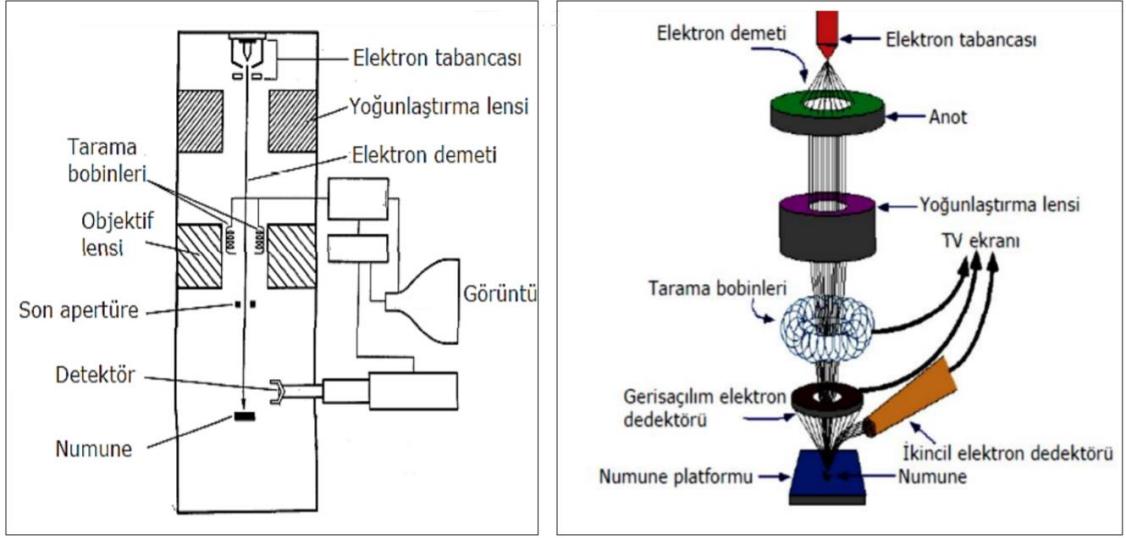 Elektron tabancası
Yoğunlaştırma lensi
Elektron demeti
Tarama
bobinleri
Objektif
lensi
Son apertüre
Görüntü
Detektör
Numune
Elektron demeti
Elektron tabancası
Anot
Yoğunlaştırma lensi
TV ekranı
Tarama bobinleri
Gerisaçılım elektron
dedektörü
İkincil elektron dedektörü
Numune platformu
Numune